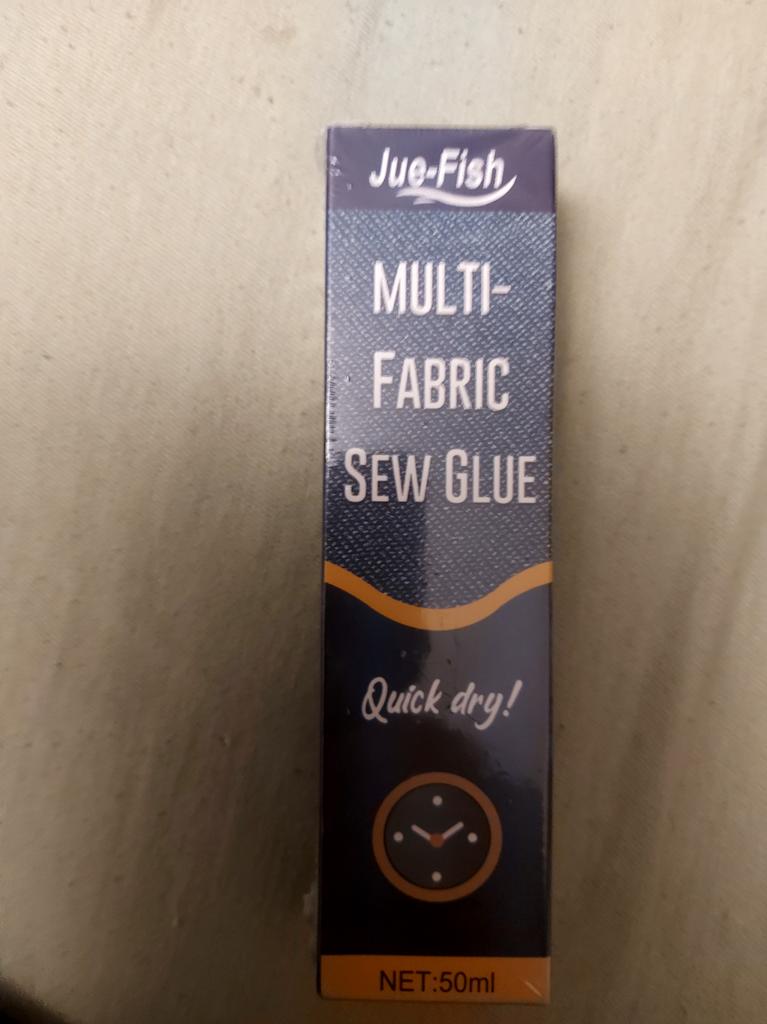 Jue-Fish
MULTI-
FABRIC
SEW GLUE
Quick dry!
NET:50ml